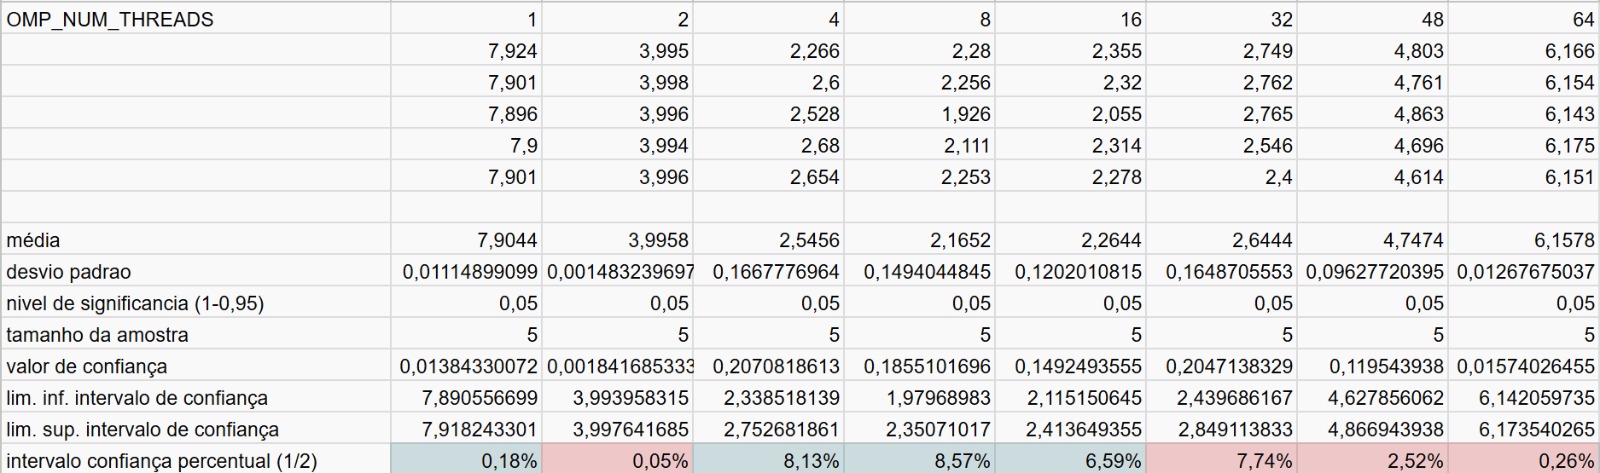 OMP_NUM_THREADS 1 2 4 8 16 32 48 64
7,924 3,995 2,266 2,28 2,355 2,749 4,803 6,166
7,901 3,998 2,6 2,256 2,32 2,762 4,761 6,154
7,896 3,996 2,528 1,926 2,055 2,765 4,863 6,143
7,9 3,994 2,68 2,111 2,314 2,546 4,696 6,175
7,901 3,996 2,654 2,253 2,278 2,4 4,614 6,151
média 7,9044 3,9958 2,5456 2,1652 2,2644 2,6444 4,7474 6,1578
desvio padrao 0,01114899099 0,001483239697 0,1667776964 0,1494044845 0,1202010815 0,1648705553 0,09627720395 0,01267675037
nivel de significancia (1-0,95) 0,05 0,05 0,05 0,05 0,05 0,05 0,05 0,05
tamanho da amostra 5 5 5 5 5 5 5 5
valor de confiança 0,01384330072 0,001841685333 0,2070818613 0,1855101696 0,1492493555 0,2047138329 0,119543938 0,01574026455
lim. inf. intervalo de confiança 7,890556699 3,993958315 2,338518139 1,97968983 2,115150645 2,439686167 4,627856062 6,142059735
lim. sup. intervalo de confiança 7,918243301 3,997641685 2,752681861 2,35071017 2,413649355 2,849113833 4,866943938 6,173540265
intervalo confiança percentual (1/2) 0,18% 0,05% 8,13% 8,57% 6,59% 7,74% 2,52% 0,26%